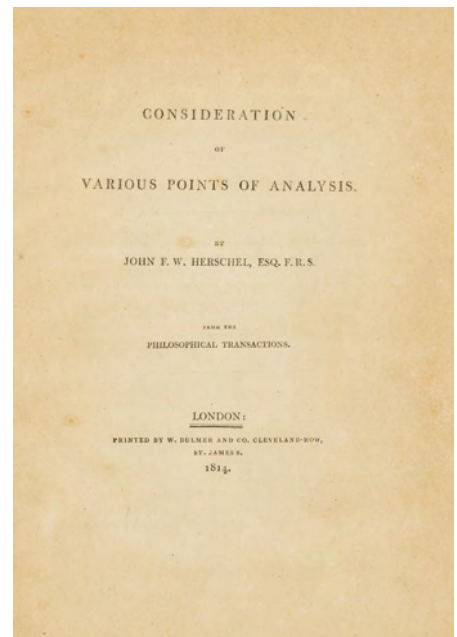 CONSIDERATION
OF
VARIOUS POINTS OF ANALYSIS.
BY
JOHN F. W. HERSCHEL, ESQ. F. R. S.
FROM THE
PHILOSOPHICAL TRANSACTIONS.
LONDON:
PRINTED BY W. BULMER AND CO. CLEVELAND-ROW,
ST. JAMES'S.
1814.